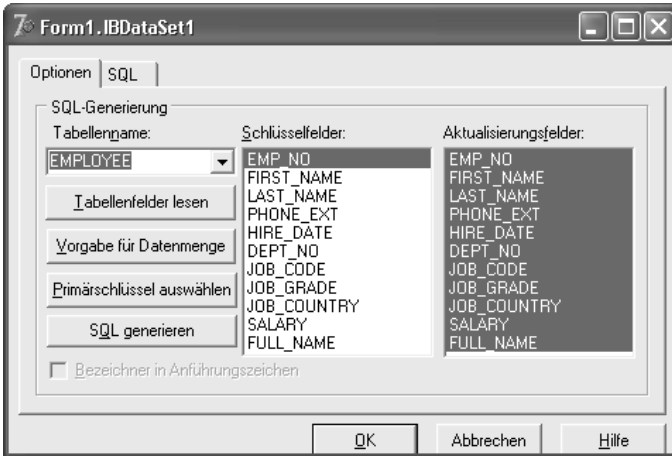 Form1.IBDataSet1
Optionen
SQL
SQL-Generierung
Tabellenname:
EMPLOYEE
Tabellenfelder lesen
Vorgabe für Datenmenge
Primärschlüssel auswählen
SQL generieren
Schlüsselfelder:
EMP_NO
FIRST_NAME
LAST_NAME
PHONE_EXT
HIRE_DATE
DEPT_NO
JOB_CODE
JOB_GRADE
JOB_COUNTRY
SALARY
FULL_NAME
Aktualisierungsfelder:
EMP_NO
FIRST_NAME
LAST_NAME
PHONE_EXT
HIRE_DATE
DEPT_NO
JOB_CODE
JOB_GRADE
JOB_COUNTRY
SALARY
FULL_NAME
Bezeichner in Anführungszeichen
OK
Abbrechen
Hilfe